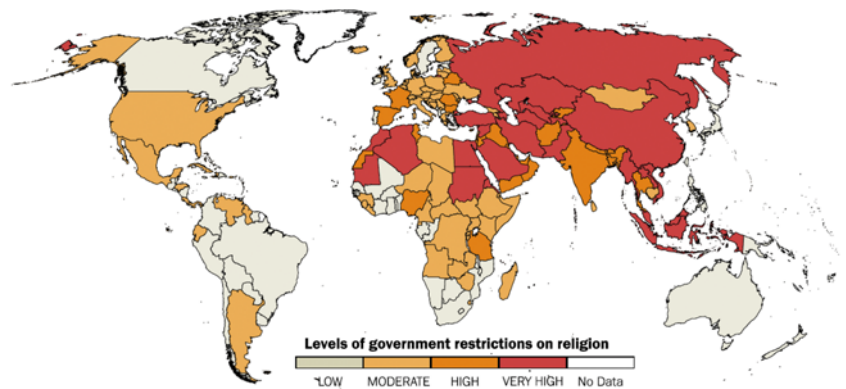 Levels of government restrictions on religion
LOW MODERATE HIGH VERY HIGH No Data